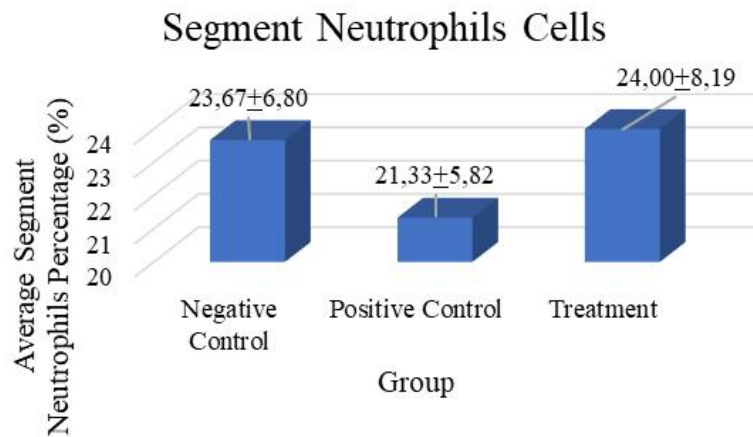 Segment Neutrophils Cells
Average Segment
Neutrophils Percentage (%)
24
23
22
21
20
23,67±6,80
21,33±5,82
24,00±8,19
Negative
Control
Positive Control
Treatment
Group